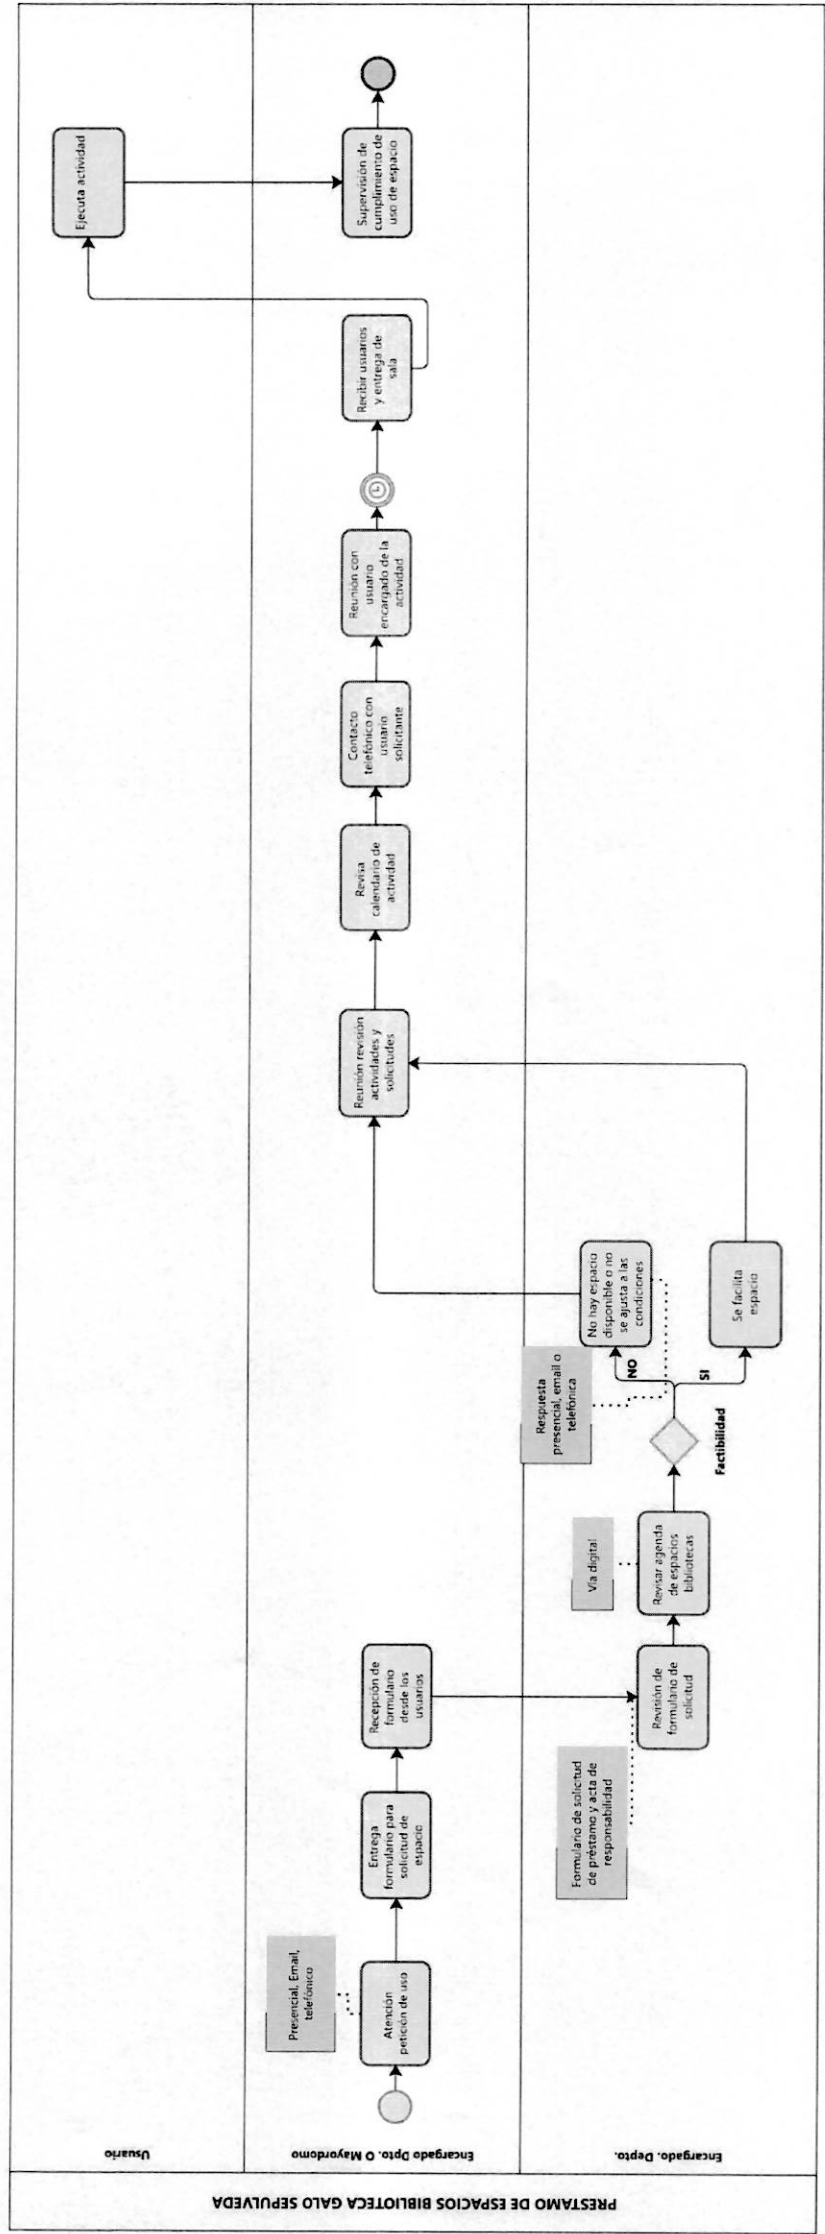 PRESTAMO DE ESPACIOS BIBLIOTECA GALO SEPULVEDA
Usuario
Encargado Dpto. O Mayordomo
Encargado. Depto.
Presencial, Email,
telefónico
Atención
petición de uso
Entrega
formulario para
solicitud de
espacio
Recepción de
formulario
desde los
usuarios
Formulario de solicitud
de préstamo y acta de
responsabilidad
Revisión de
formulario de
solicitud
Vía digital
Revisar agenda
de espacios
bibliotecas
Factibilidad
NO
SI
Respuesta
presencial, email o
telefónica
No hay espacio
disponible o no
se ajusta a las
condiciones
Se facilita
espacio
Reunión revisión
actividades y
solicitudes
Revisa
calendario de
actividad
Contacto
telefónico con
usuario
solicitante
Reunión con
usuario
encargado de la
actividad
Recibir usuarios
y entrega de
sala
Ejecuta actividad
Supervisión de
cumplimiento de
uso de espacio